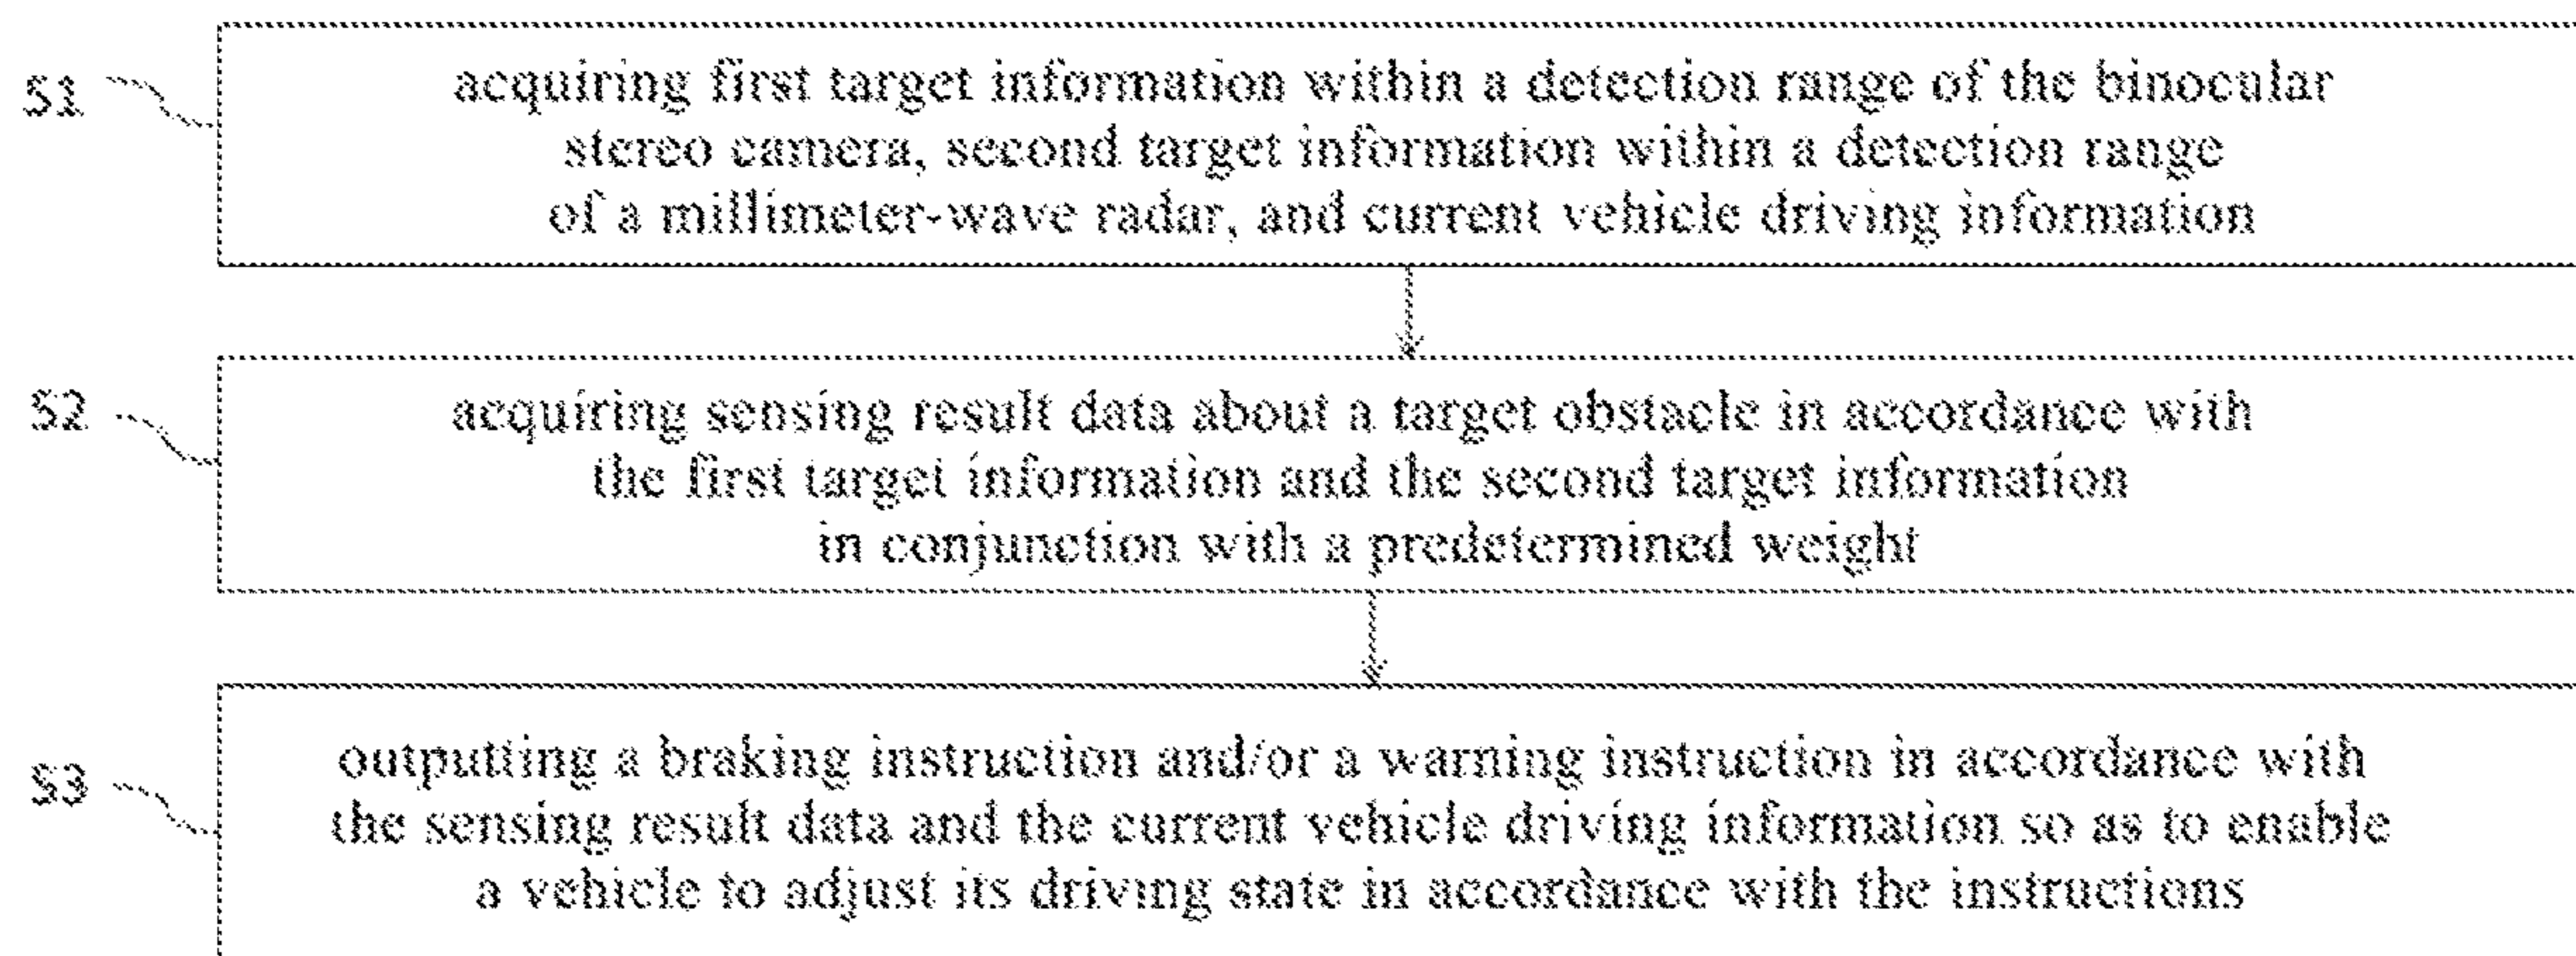 S1
acquiring first target information within a detection range of the binocular
stereo camera, second target information within a detection range
of a millimeter-wave radar, and current vehicle driving information
S2
acquiring sensing result data about a target obstacle in accordance with
the first target information and the second target information
in conjunction with a predetermined weight
S3
outputting a braking instruction and/or a warning instruction in accordance with
the sensing result data and the current vehicle driving information so as to enable
a vehicle to adjust its driving state in accordance with the instructions